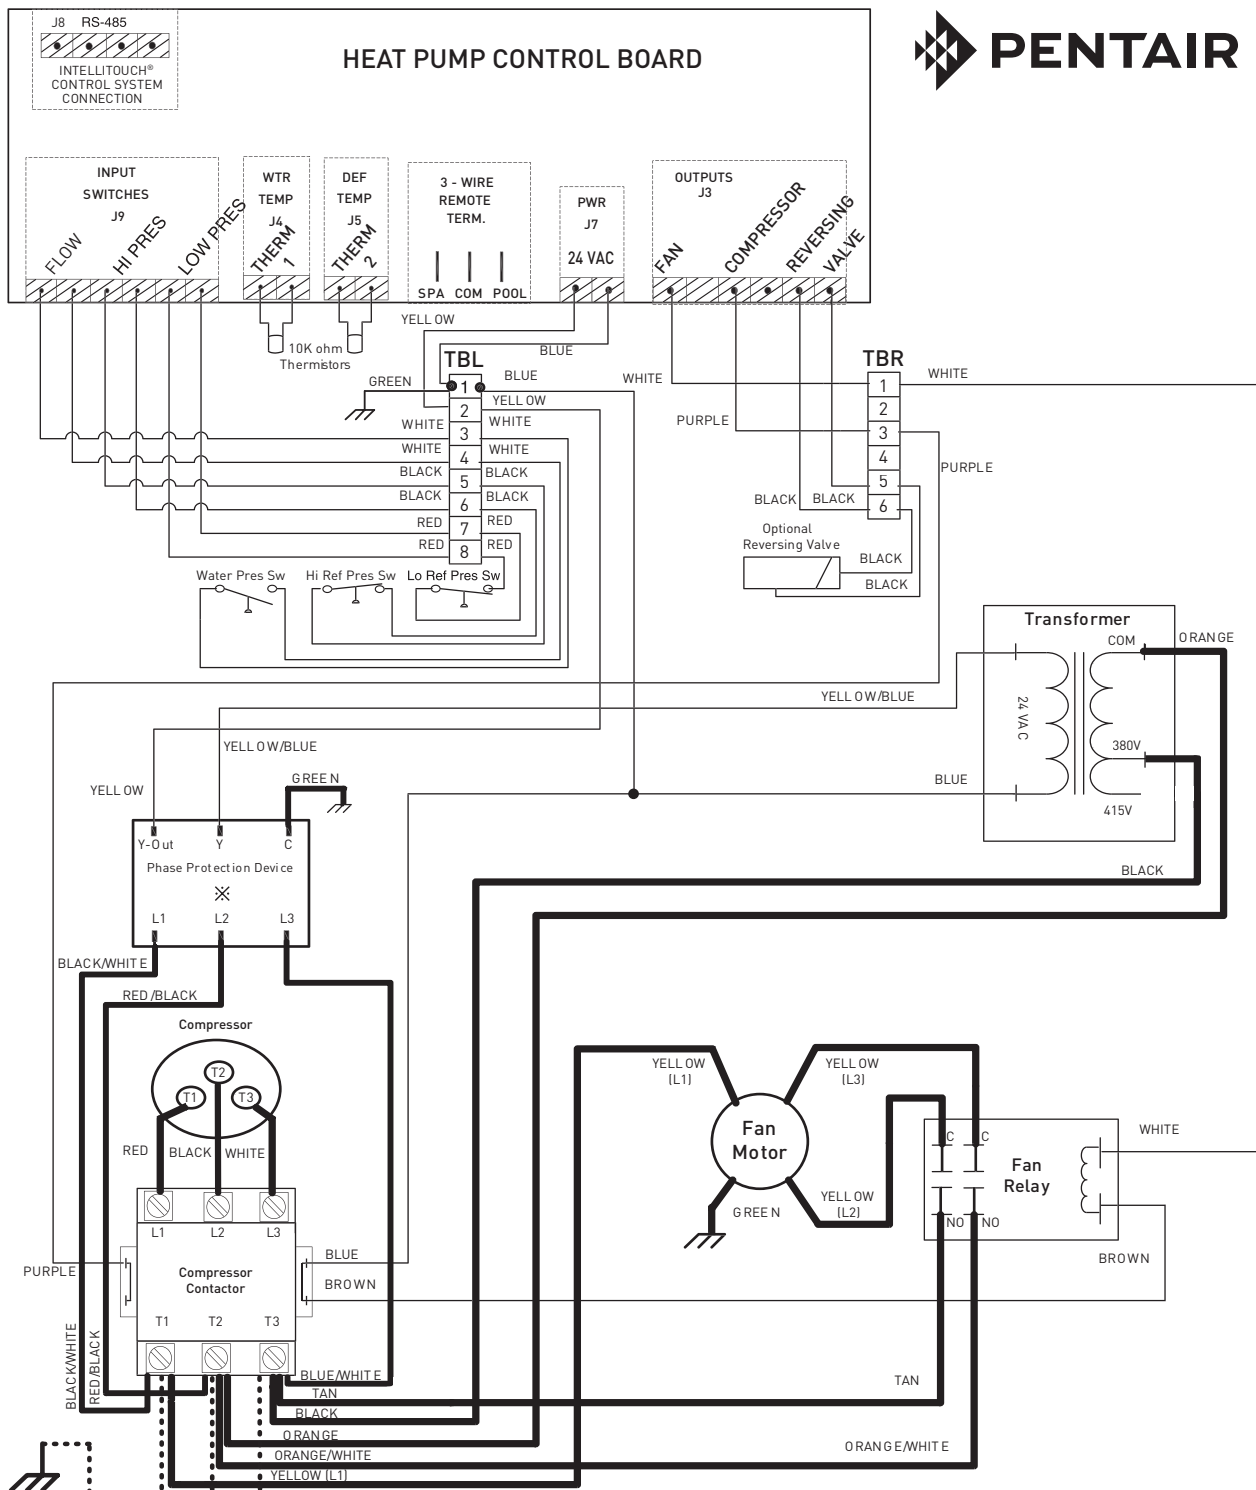 J8 RS-485
INTELLITOUCH®
CONTROL SYSTEM
CONNECTION
HEAT PUMP CONTROL BOARD
PENTAIR
INPUT
SWITCHES
J9
FLOW
HI PRES
LOW PRES
WTR
TEMP
J4
THERM
1
DEF
TEMP
J5
THERM
2
3 - WIRE
REMOTE
TERM.
SPA COM POOL
PWR
J7
24 VAC
OUTPUTS
J3
FAN
COMPRESSOR
REVERSING
VALVE
10K ohm
Thermistors
YELLOW
BLUE
TBL
GREEN
BLUE
YELLOW
WHITE
WHITE
WHITE
WHITE
BLACK
BLACK
BLACK
BLACK
RED
RED
RED
RED
1
2
3
4
5
6
7
8
TBR
WHITE
WHITE
PURPLE
PURPLE
1
2
3
4
5
6
BLACK
BLACK
Optional
Reversing Valve
BLACK
BLACK
Water Pres Sw
Hi Ref Pres Sw
Lo Ref Pres Sw
Transformer
COM
ORANGE
24 VAC
380V
415V
YELLOW/BLUE
YELLOW/BLUE
BLUE
BLACK
YELLOW
GREEN
Y-Out Y C
Phase Protection Device
※
L1 L2 L3
BLACK/WHITE
RED/BLACK
Compressor
T1
T2
T3
RED
BLACK
WHITE
L1 L2 L3
Compressor
Contactor
T1 T2 T3
PURPLE
BLUE
BROWN
BLACK/WHITE
RED/BLACK
BLUE/WHITE
TAN
BLACK
ORANGE
ORANGE/WHITE
YELLOW (L1)
YELLOW
(L1)
YELLOW
(L3)
Fan
Motor
GREEN
YELLOW
(L2)
C C
Fan
Relay
NO NO
WHITE
BROWN
TAN
ORANGE/WHITE